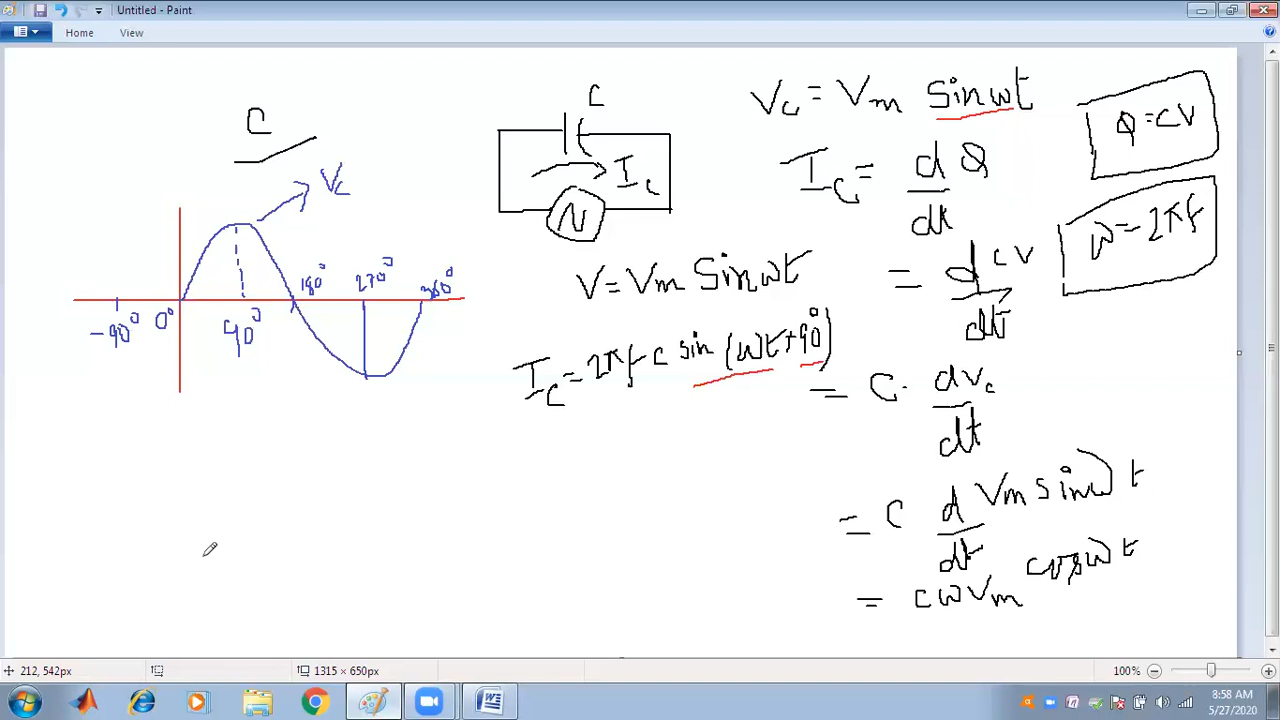 Untitled - Paint
Home View
C
Vc
-90° 0° 90° 180° 270° 360°
C
Ic
N
V = Vm Sinωt
Ic = 2πf c sin (ωt+90°)
Vc = Vm Sinωt
Ic = d/dt Q
= d CV/dt
= C. dvc/dt
= C d/dt Vm sinωt
= cωVm cosωt
Q = CV
ω = 2πf
212, 542px
1315 × 650px
100%
W
8:58 AM
5/27/2020